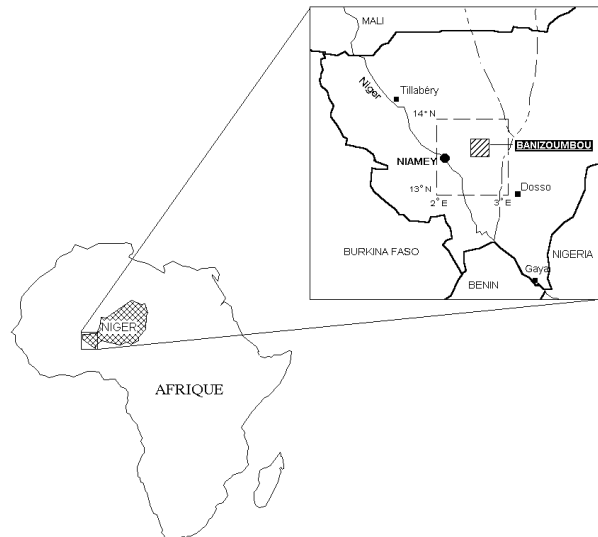 MALI
Niger
Tillabéry
14° N
BANIZOUMBOU
NIAMEY
13° N
2° E
3° E
Dosso
BURKINA FASO
NIGERIA
Gaya
BENIN
NIGER
AFRIQUE